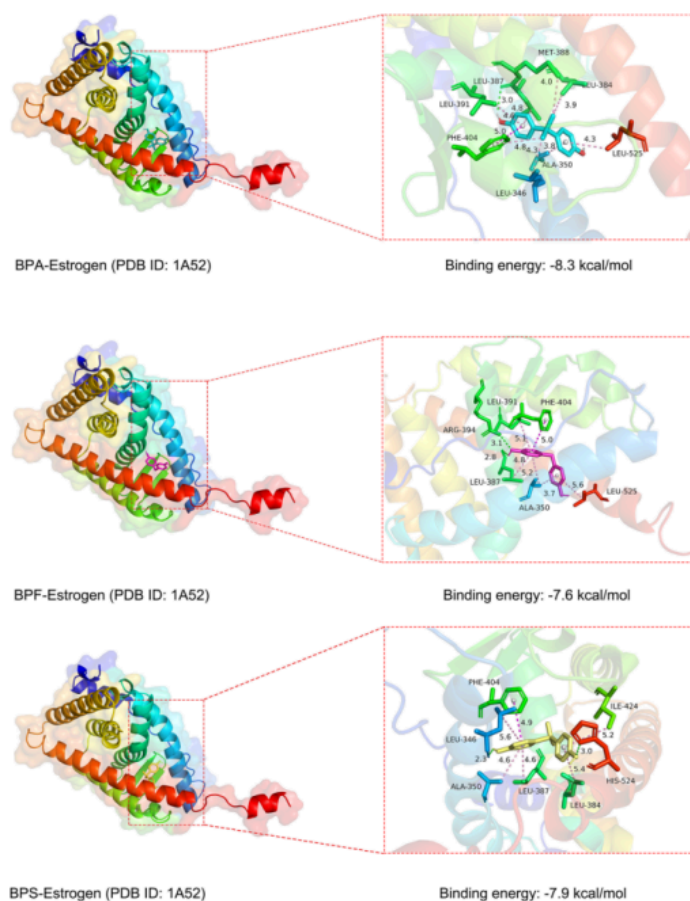 MET-388
LEU-387
LEU-384
4.0
3.0
3.9
4.8
LEU-391
4.6
5.0
PHE-404
4.8
4.3
3.8
4.3
ALA-350
LEU-525
LEU-346
BPA-Estrogen (PDB ID: 1A52)
Binding energy: -8.3 kcal/mol
LEU-391
PHE-404
ARG-394
3.1
5.1
5.0
2.8
4.6
LEU-387
5.2
3.7
5.6
LEU-525
ALA-350
BPF-Estrogen (PDB ID: 1A52)
Binding energy: -7.6 kcal/mol
PHE-404
ILE-424
4.9
LEU-346
5.6
5.2
2.3
4.6
4.6
3.0
5.4
HIS-524
ALA-350
LEU-387
LEU-384
BPS-Estrogen (PDB ID: 1A52)
Binding energy: -7.9 kcal/mol